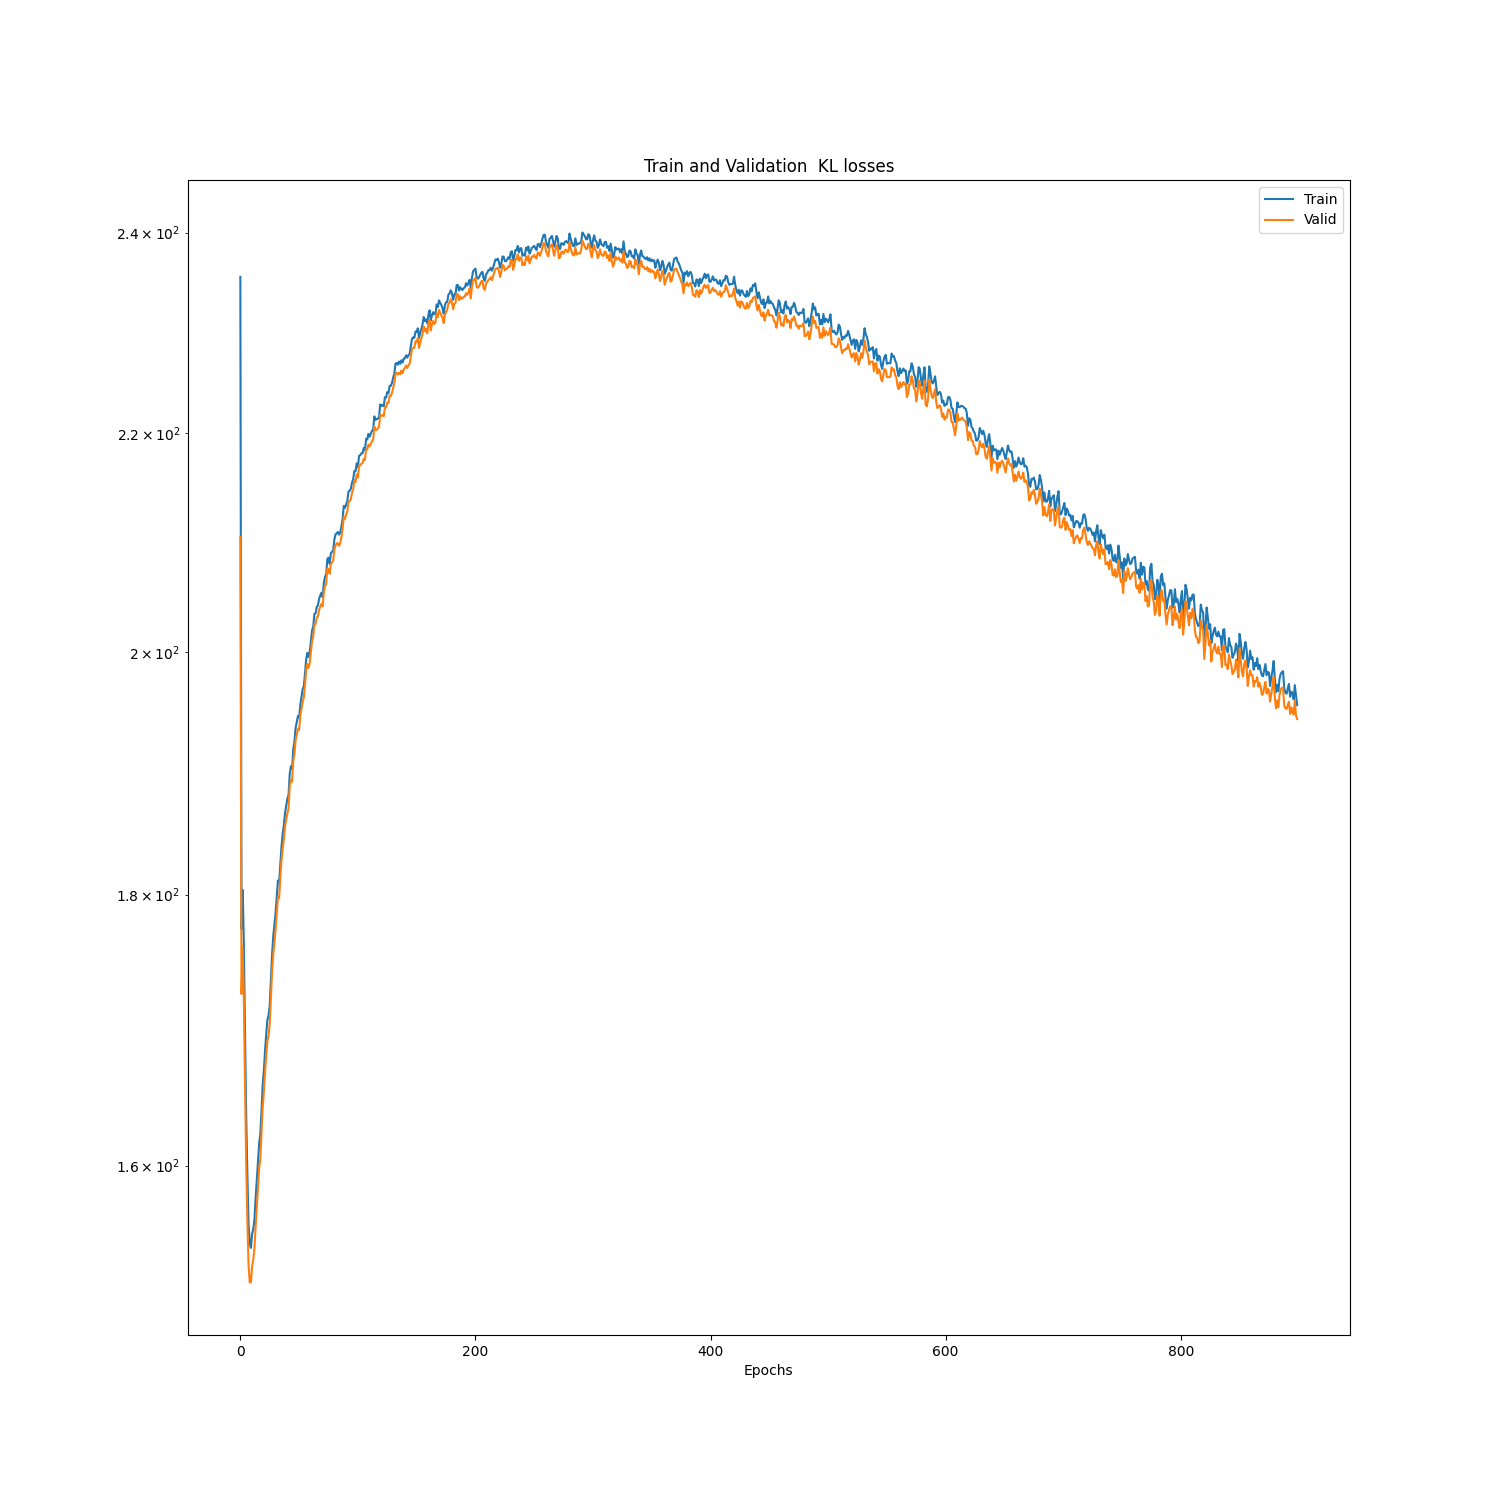 Train and Validation  KL losses
Train
Valid
2.4 × 10²
2.2 × 10²
2 × 10²
1.8 × 10²
1.6 × 10²
0 200 400 600 800
Epochs